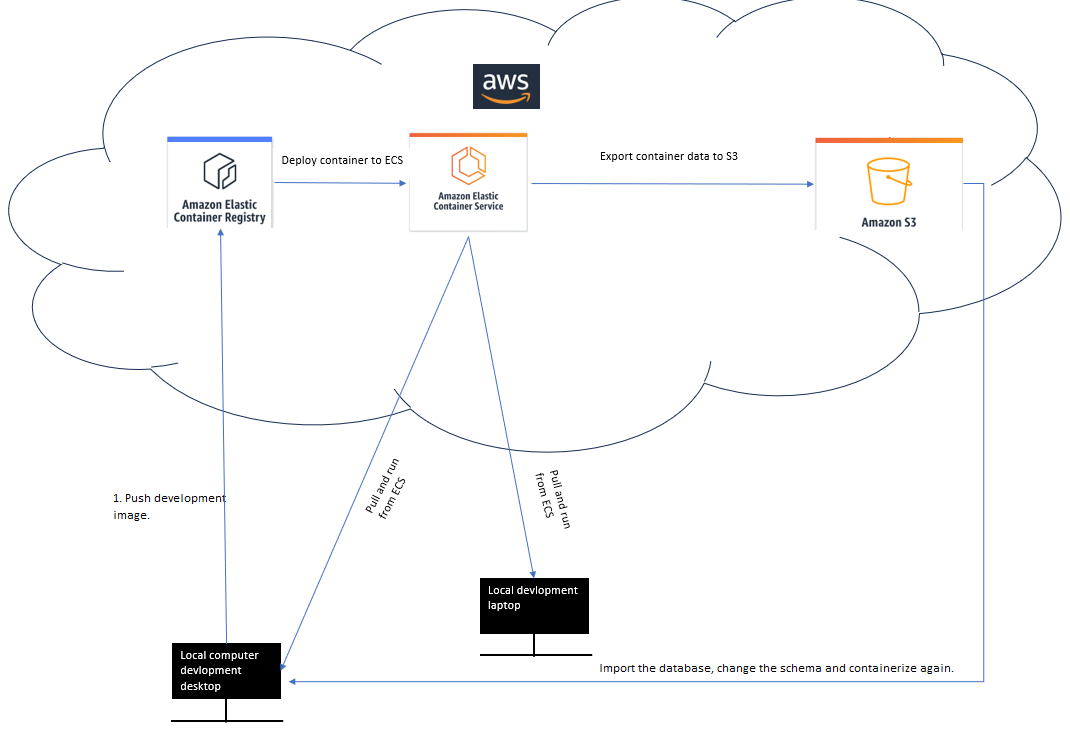 aws
Deploy container to ECS
Export container data to S3
Amazon Elastic
Container Registry
Amazon Elastic
Container Service
Amazon S3
Pull and run
from ECS
Pull and run
from ECS
1. Push development
image.
Local devlopment
laptop
Local computer
devlopment
desktop
Import the database, change the schema and containerize again.